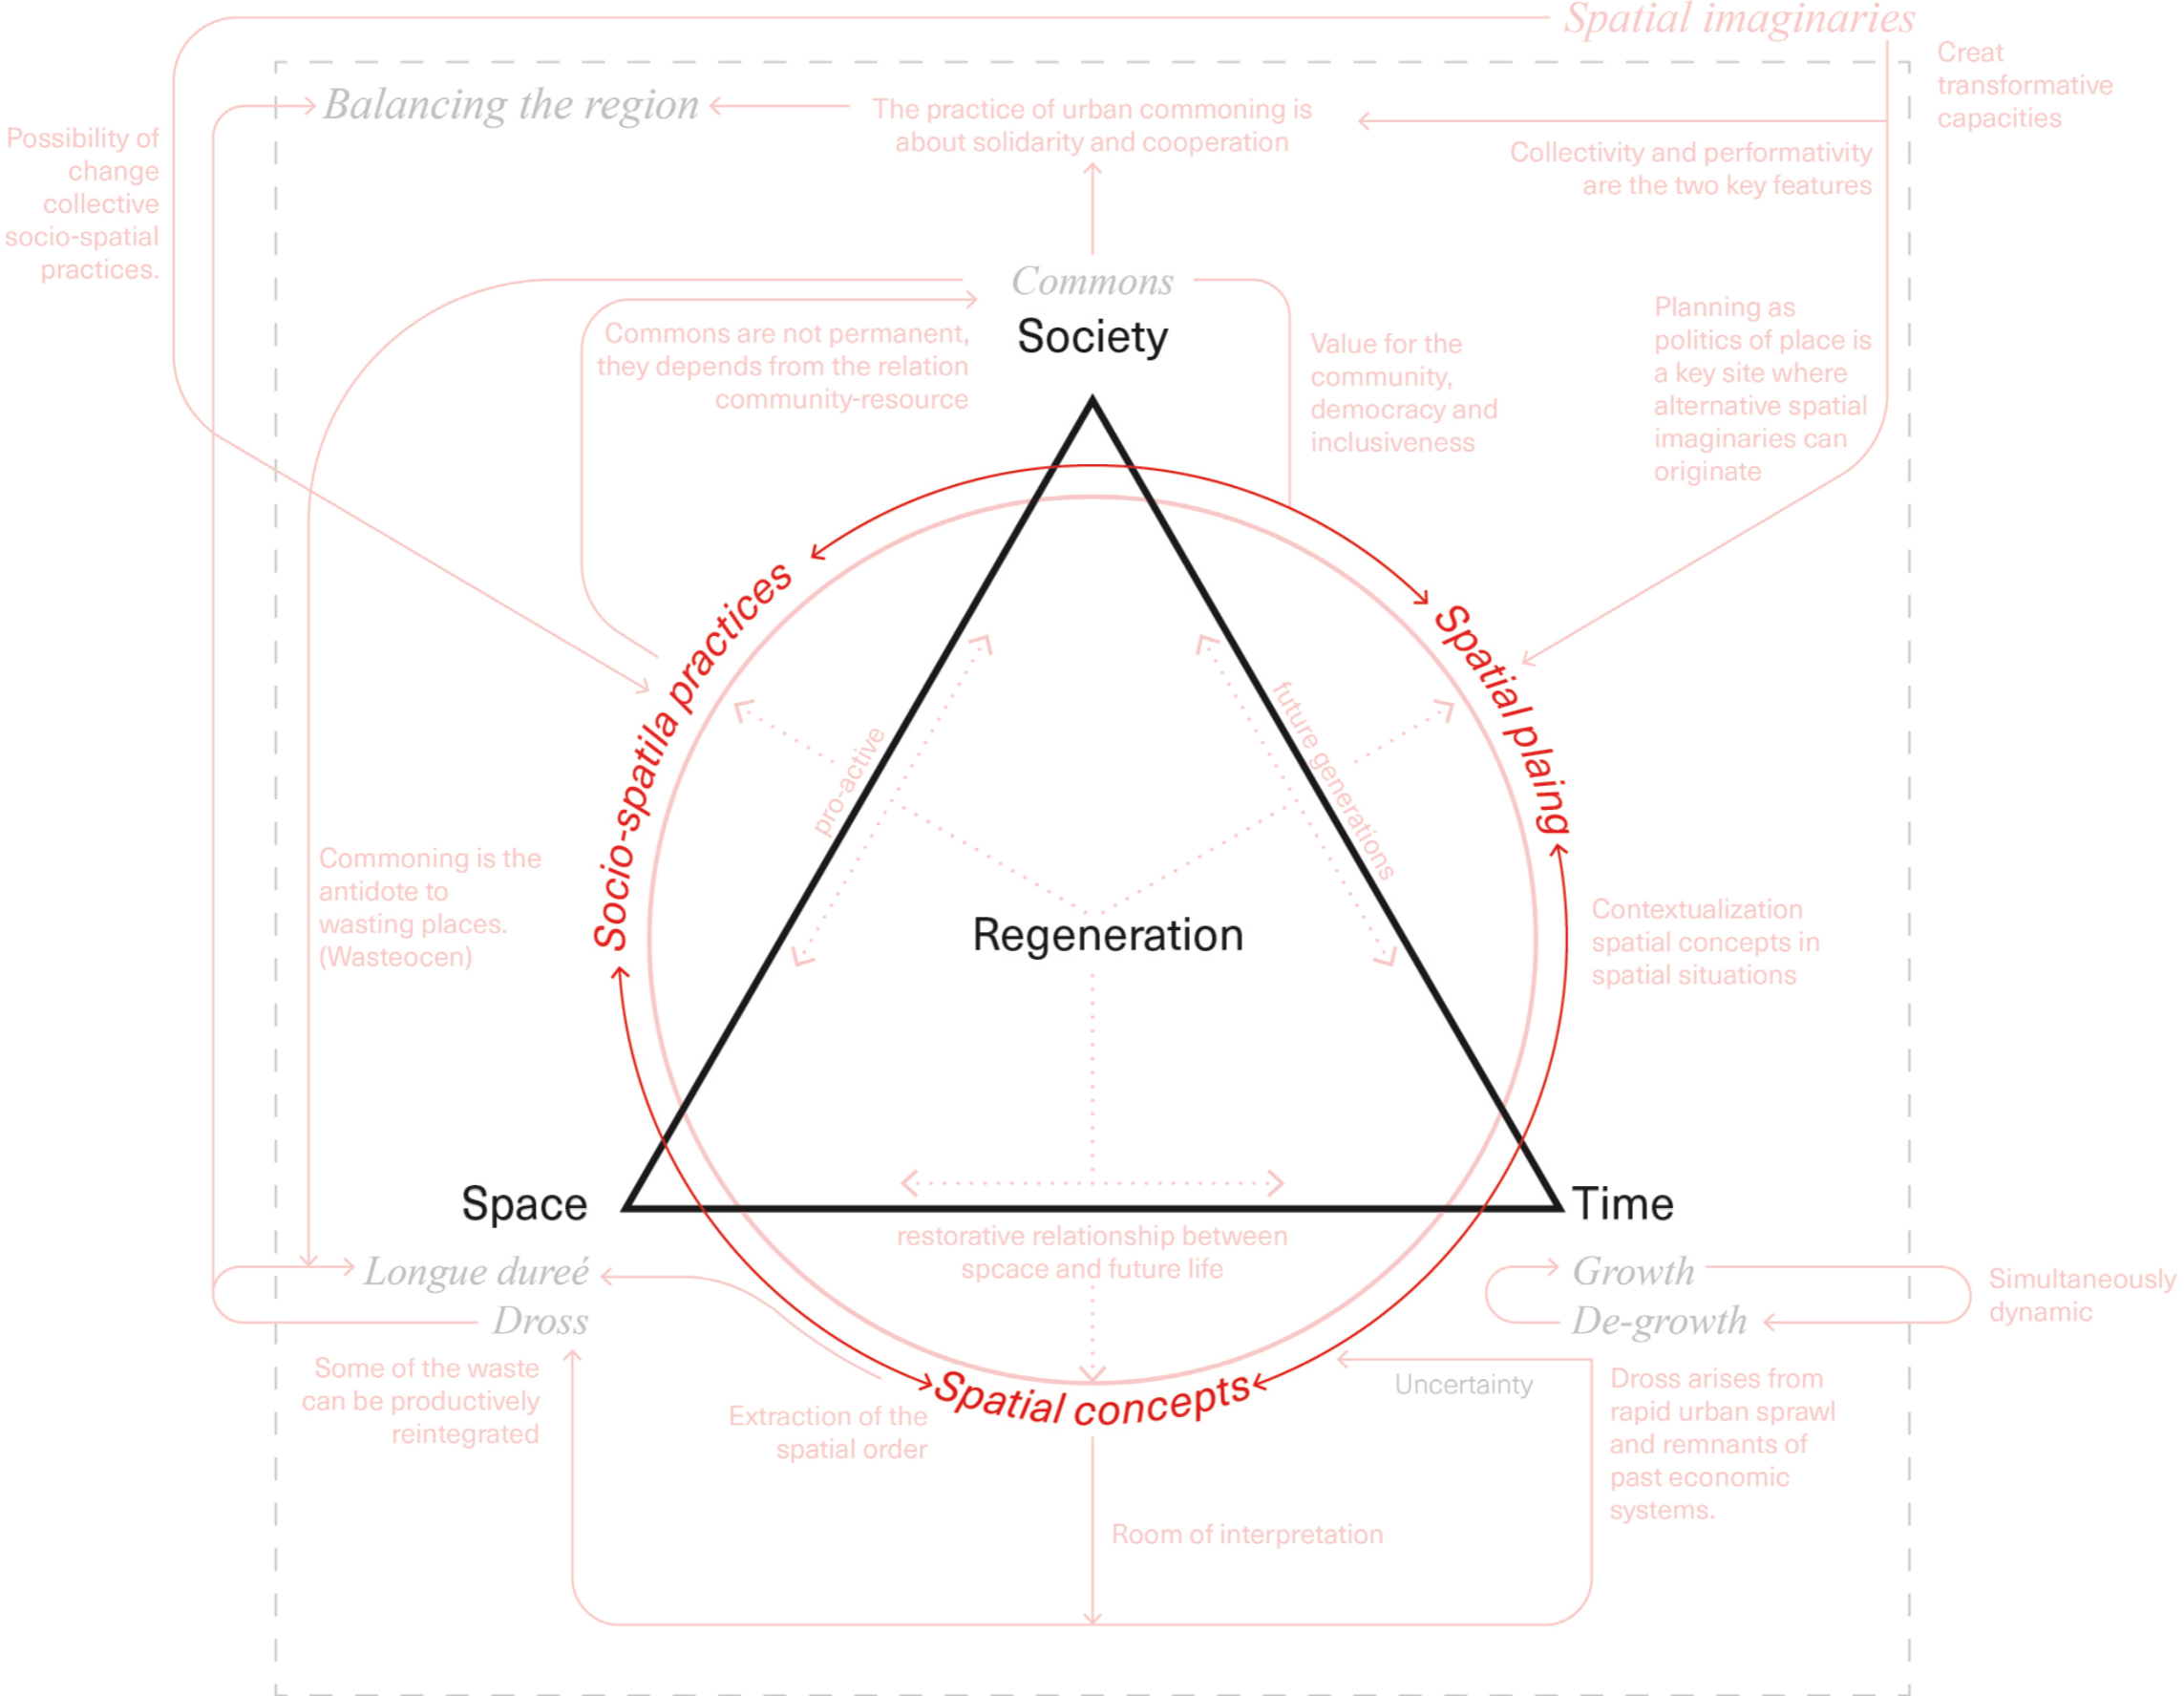 Spatial imaginaries
Creat
transformative
capacities
Balancing the region
The practice of urban commoning is
about solidarity and cooperation
Collectivity and performativity
are the two key features
Possibility of
change
collective
socio-spatial
practices.
Commons
Society
Commons are not permanent,
they depends from the relation
community-resource
Value for the
community,
democracy and
inclusiveness
Planning as
politics of place is
a key site where
alternative spatial
imaginaries can
originate
Socio-spatila practices
Spatial plaing
pro-active
future generations
Commoning is the
antidote to
wasting places.
(Wasteocen)
Regeneration
Contextualization
spatial concepts in
spatial situations
Space
Time
restorative relationship between
spcace and future life
Longue dureé
Dross
Growth
De-growth
Simultaneously
dynamic
Some of the waste
can be productively
reintegrated
Extraction of the
spatial order
Spatial concepts
Uncertainty
Dross arises from
rapid urban sprawl
and remnants of
past economic
systems.
Room of interpretation